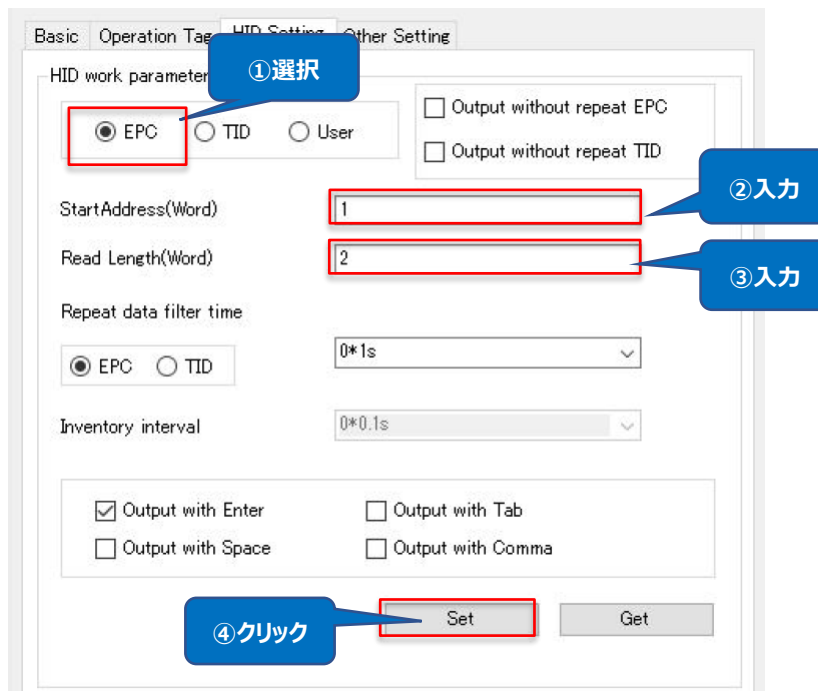 Basic Operation Tag HID Setting Other Setting
HID work parameter
①選択
EPC TID User
Output without repeat EPC
Output without repeat TID
StartAddress(Word) 1
②入力
Read Length(Word) 2
③入力
Repeat data filter time
EPC TID
0*1s
Inventory interval 0*0.1s
Output with Enter Output with Tab
Output with Space Output with Comma
④クリック
Set Get